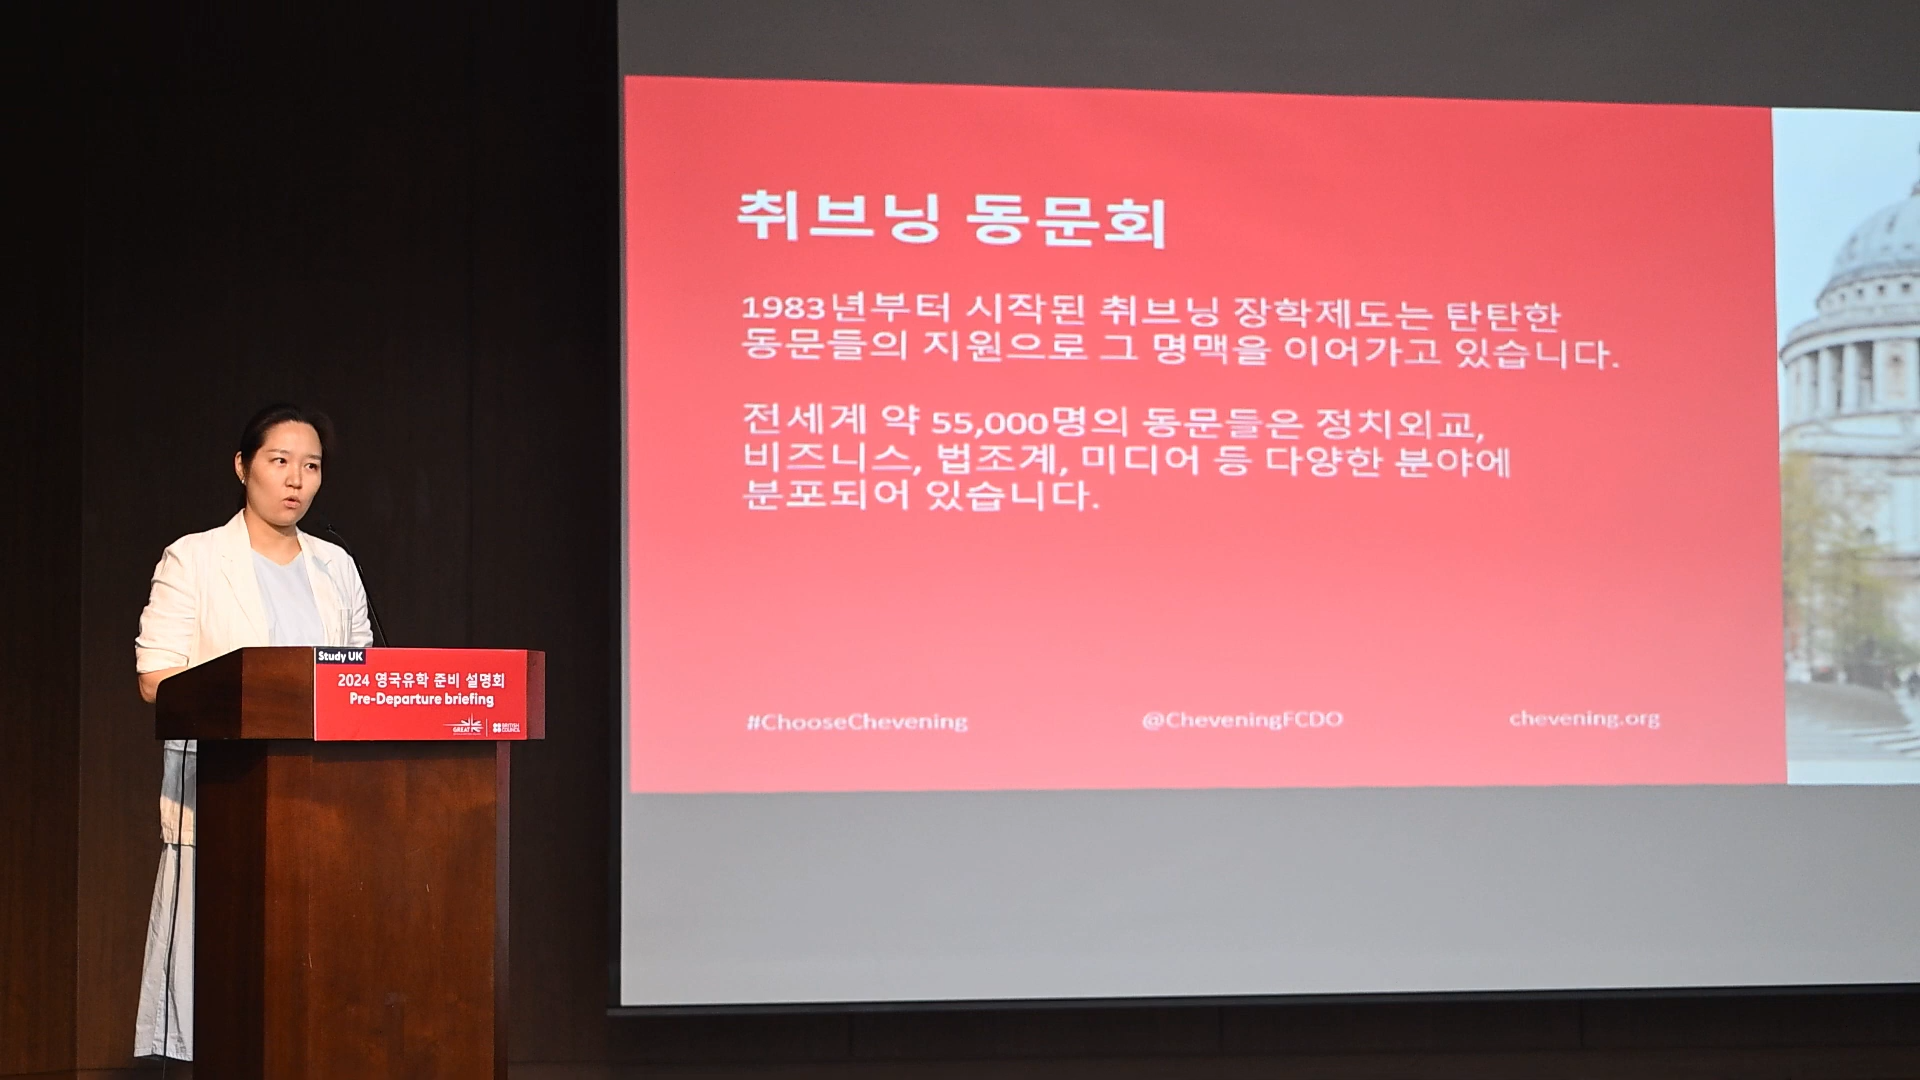 취브닝 동문회
1983년부터 시작된 취브닝 장학제도는 탄탄한
동문들의 지원으로 그 명맥을 이어가고 있습니다.
전세계 약 55,000명의 동문들은 정치외교,
비즈니스, 법조계, 미디어 등 다양한 분야에
분포되어 있습니다.
#ChooseChevening
@CheveningFCDO
chevening.org
Study UK
2024 영국유학 준비 설명회
Pre-Departure briefing
GREAT
BRITISH
COUNCIL